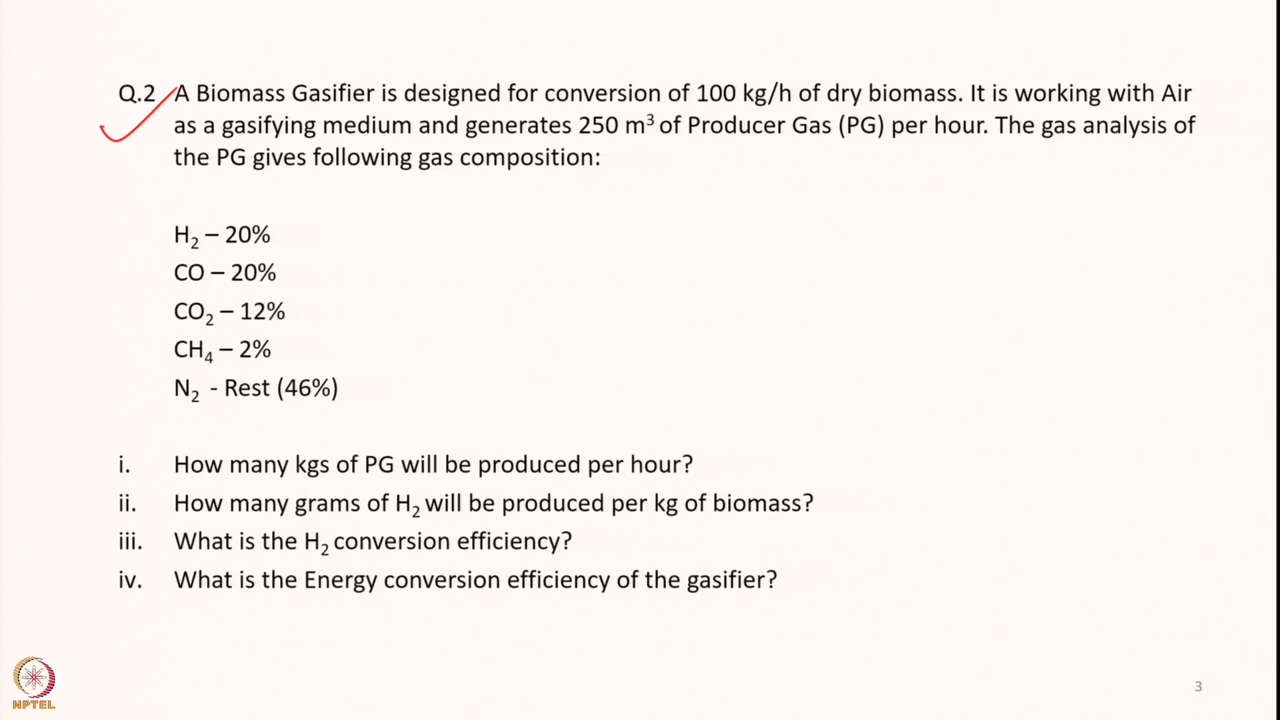 Q.2 A Biomass Gasifier is designed for conversion of 100 kg/h of dry biomass. It is working with Air
as a gasifying medium and generates 250 m³ of Producer Gas (PG) per hour. The gas analysis of
the PG gives following gas composition:
H₂ – 20%
CO – 20%
CO₂ – 12%
CH₄ – 2%
N₂ - Rest (46%)
i. How many kgs of PG will be produced per hour?
ii. How many grams of H₂ will be produced per kg of biomass?
iii. What is the H₂ conversion efficiency?
iv. What is the Energy conversion efficiency of the gasifier?
NPTEL
3